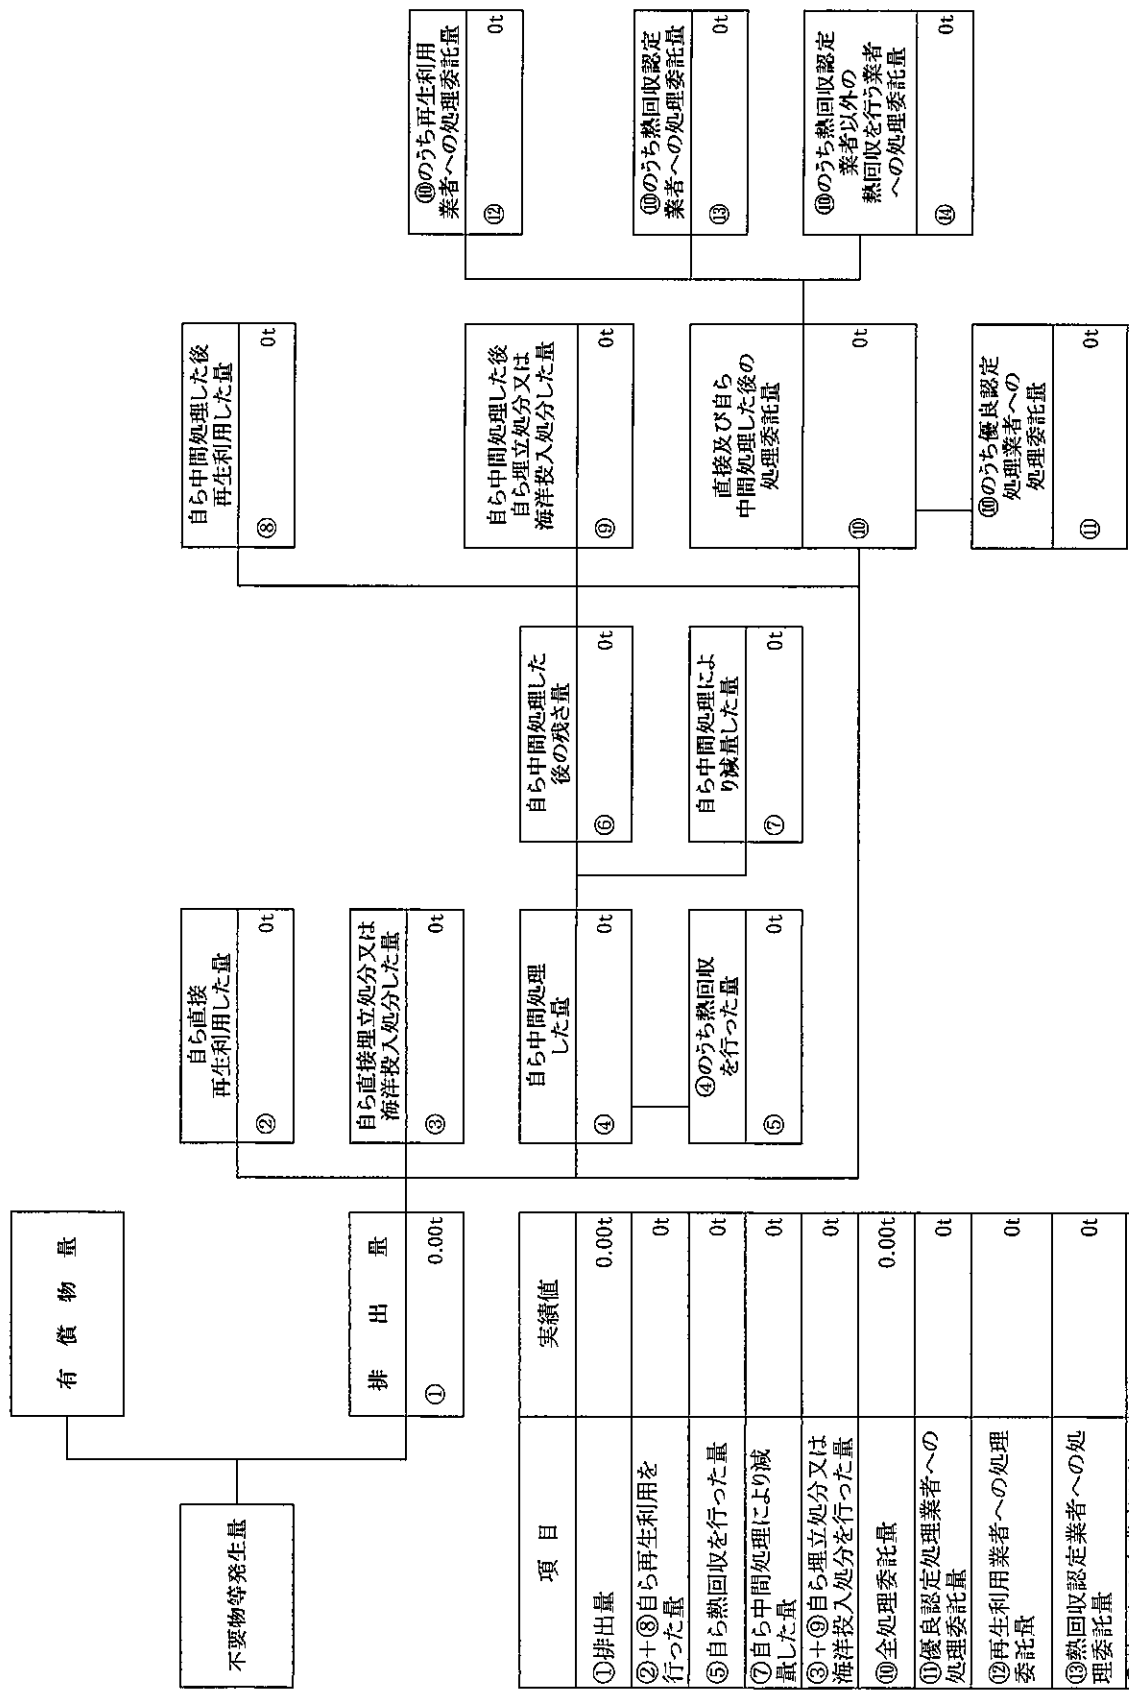 不要物等発生量
有 償 物 量
排 出 量
① 0.00t
自ら直接
再生利用した量
② 0t
自ら直接埋立処分又は
海洋投入処分した量
③ 0t
自ら中間処理
した量
④ 0t
④のうち熱回収
を行った量
⑤ 0t
自ら中間処理した
後の残さ量
⑥ 0t
自ら中間処理によ
り減量した量
⑦ 0t
自ら中間処理した後
再生利用した量
⑧ 0t
自ら中間処理した後
自ら埋立処分又は
海洋投入処分した量
⑨ 0t
直接及び自ら
中間処理した後の
処理委託量
⑩ 0t
⑩のうち優良認定
処理業者への
処理委託量
⑪ 0t
⑩のうち再生利用
業者への処理委託量
⑫ 0t
⑩のうち熱回収認定
業者への処理委託量
⑬ 0t
⑩のうち熱回収認定
業者以外の
熱回収を行う業者
への処理委託量
⑭ 0t
項 目 実績値
①排出量 0.00t
②+⑧自ら再生利用を
行った量 0t
⑤自ら熱回収を行った量 0t
⑦自ら中間処理により減
量した量 0t
③+⑨自ら埋立処分又は
海洋投入処分を行った量 0t
⑩全処理委託量 0.00t
⑪優良認定処理業者への
処理委託量 0t
⑫再生利用業者への処理
委託量 0t
⑬熱回収認定業者への処
理委託量 0t